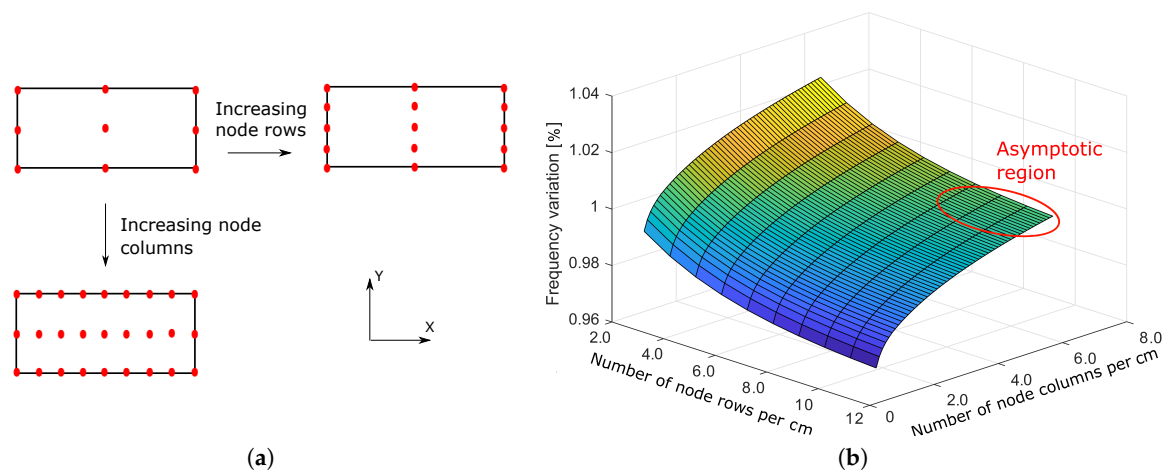 Increasing
node rows
Increasing node
columns
Y
X
(a)
1.04
1.02
1
0.98
0.96
Frequency variation [%]
Asymptotic
region
2.0
4.0
6.0
8.0
10
12
Number of node rows per cm
0
2.0
4.0
6.0
8.0
Number of node columns per cm
(b)